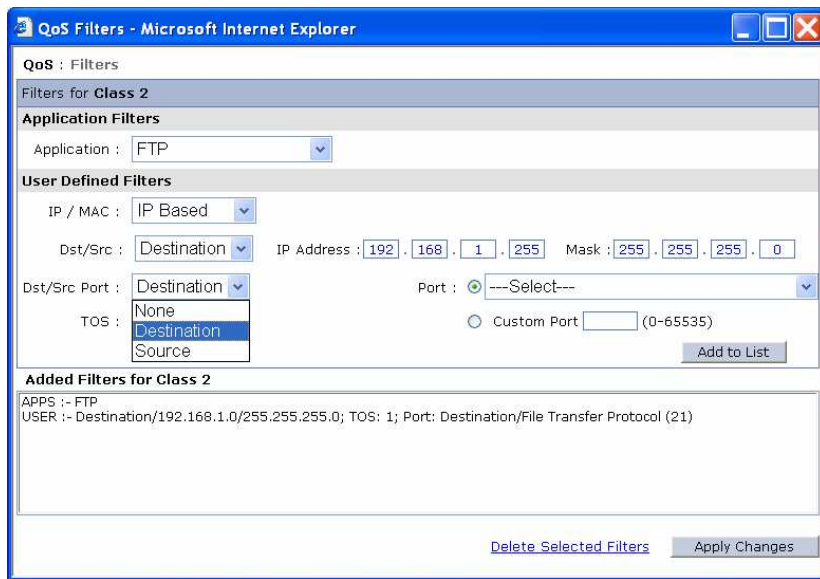 QoS Filters - Microsoft Internet Explorer
QoS : Filters
Filters for Class 2
Application Filters
Application : FTP
User Defined Filters
IP / MAC : IP Based
Dst/Src : Destination IP Address : 192 . 168 . 1 . 255 Mask : 255 . 255 . 255 . 0
Dst/Src Port : Destination Port : ---Select---
None
TOS : Destination Custom Port (0-65535)
Source
Add to List
Added Filters for Class 2
APPS :- FTP
USER :- Destination/192.168.1.0/255.255.255.0; TOS: 1; Port: Destination/File Transfer Protocol (21)
Delete Selected Filters Apply Changes